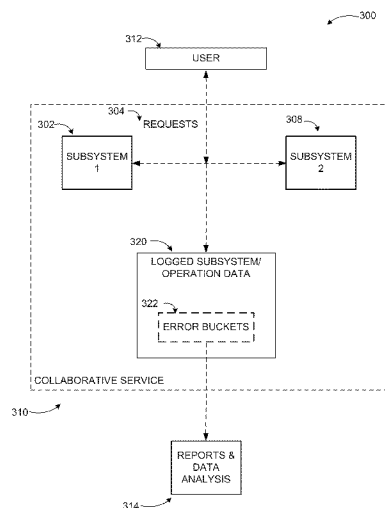 300
312
USER
304
REQUESTS
302
308
SUBSYSTEM
1
SUBSYSTEM
2
320
LOGGED SUBSYSTEM/
OPERATION DATA
322
ERROR BUCKETS
COLLABORATIVE SERVICE
310
REPORTS &
DATA
ANALYSIS
314